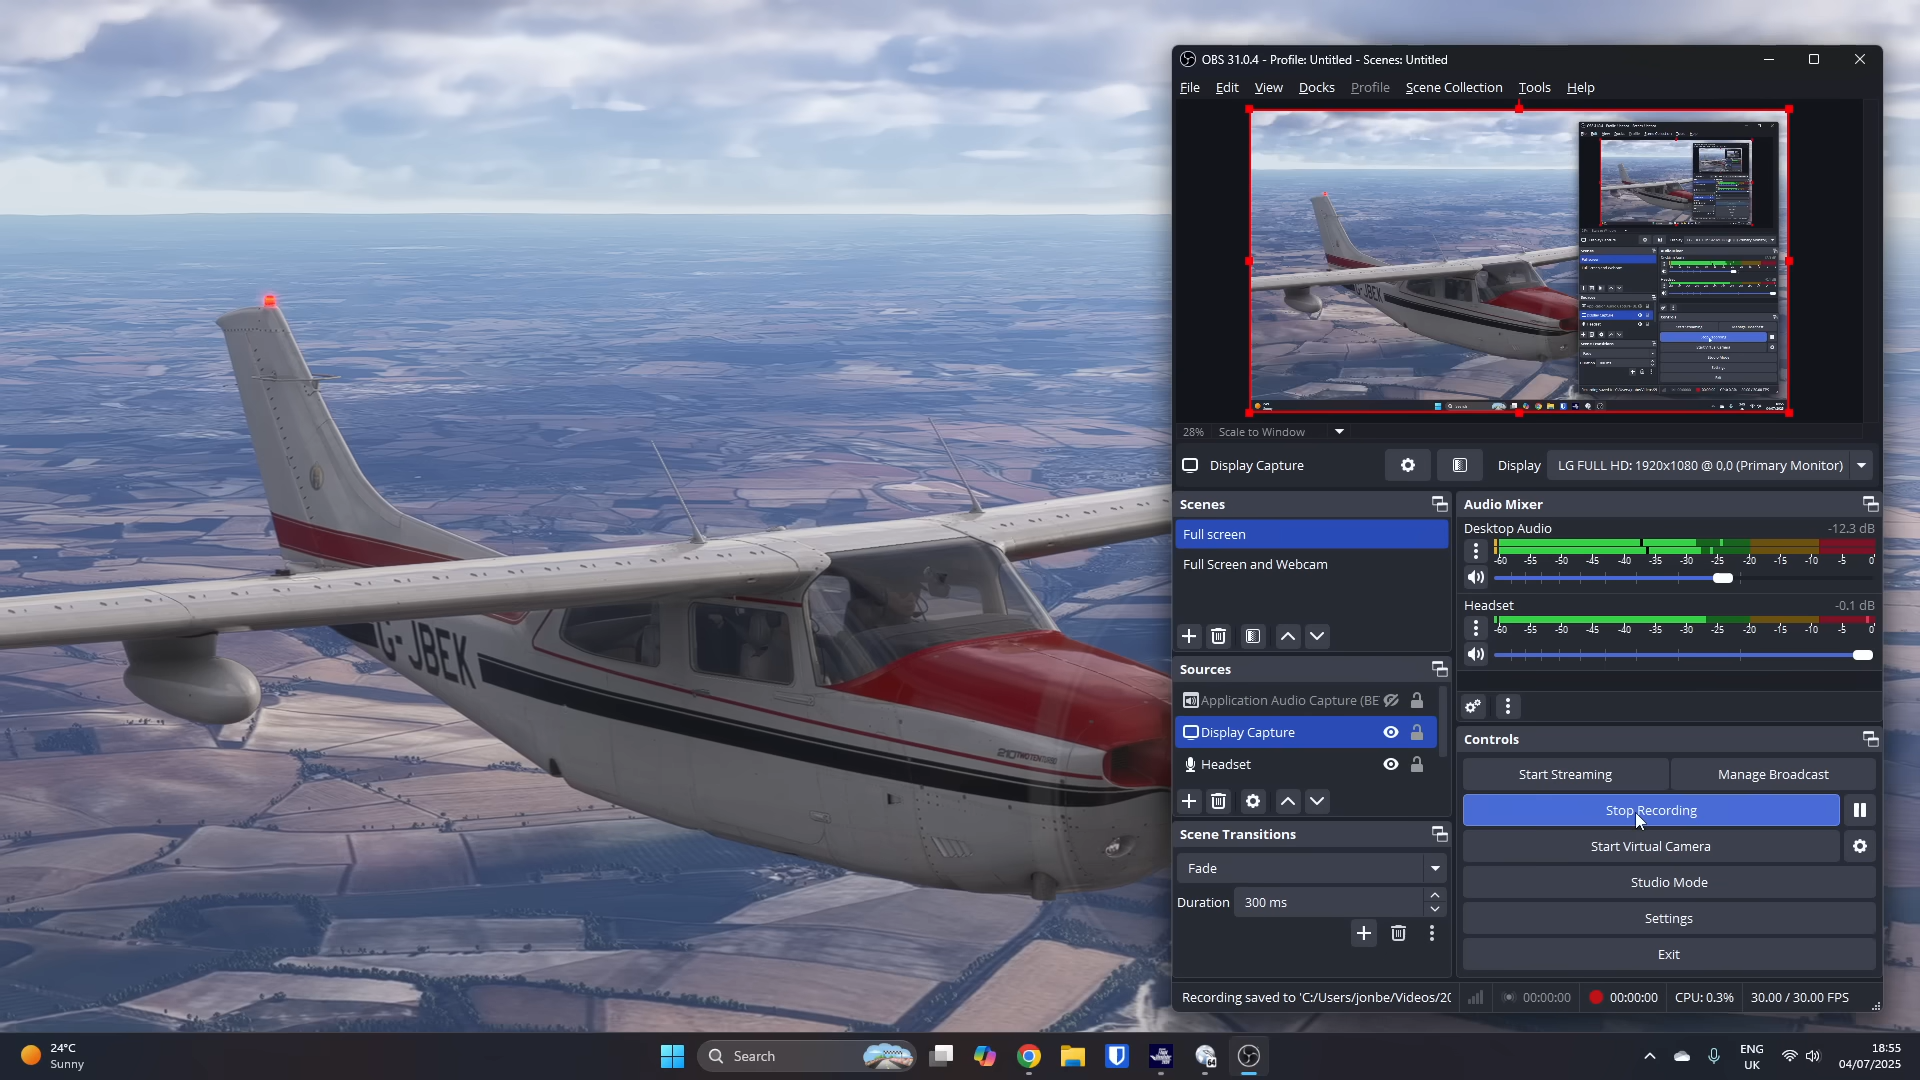 OBS 31.0.4 - Profile: Untitled - Scenes: Untitled
File Edit View Docks Profile Scene Collection Tools Help
28% Scale to Window
Display Capture
Display LG FULL HD: 1920x1080 @ 0,0 (Primary Monitor)
Scenes
Full screen
Full Screen and Webcam
Sources
Application Audio Capture (BE
Display Capture
Headset
Scene Transitions
Fade
Duration 300 ms
Audio Mixer
Desktop Audio -12.3 dB
-60 -55 -50 -45 -40 -35 -30 -25 -20 -15 -10 -5 0
Headset -0.1 dB
-60 -55 -50 -45 -40 -35 -30 -25 -20 -15 -10 -5 0
Controls
Start Streaming Manage Broadcast
Stop Recording
Start Virtual Camera
Studio Mode
Settings
Exit
Recording saved to 'C:/Users/jonbe/Videos/20
00:00:00 00:00:00 CPU: 0.3% 30.00 / 30.00 FPS
G-JBEK
24°C
Sunny
Search
64
ENG
UK
18:55
04/07/2025